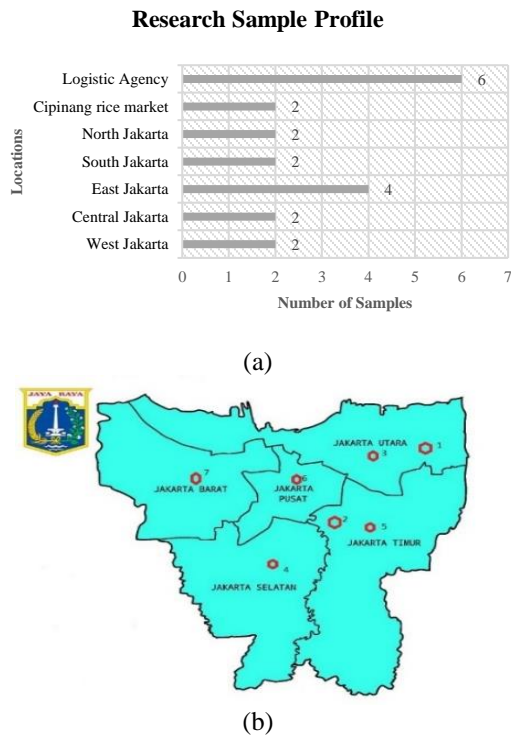 Research Sample Profile
Locations
Logistic Agency 6
Cipinang rice market 2
North Jakarta 2
South Jakarta 2
East Jakarta 4
Central Jakarta 2
West Jakarta 2
0 1 2 3 4 5 6 7
Number of Samples
(a)
JAYA RAYA
JAKARTA UTARA
1
3
7
JAKARTA BARAT
6
JAKARTA
PUSAT
2
5
JAKARTA TIMUR
4
JAKARTA SELATAN
(b)